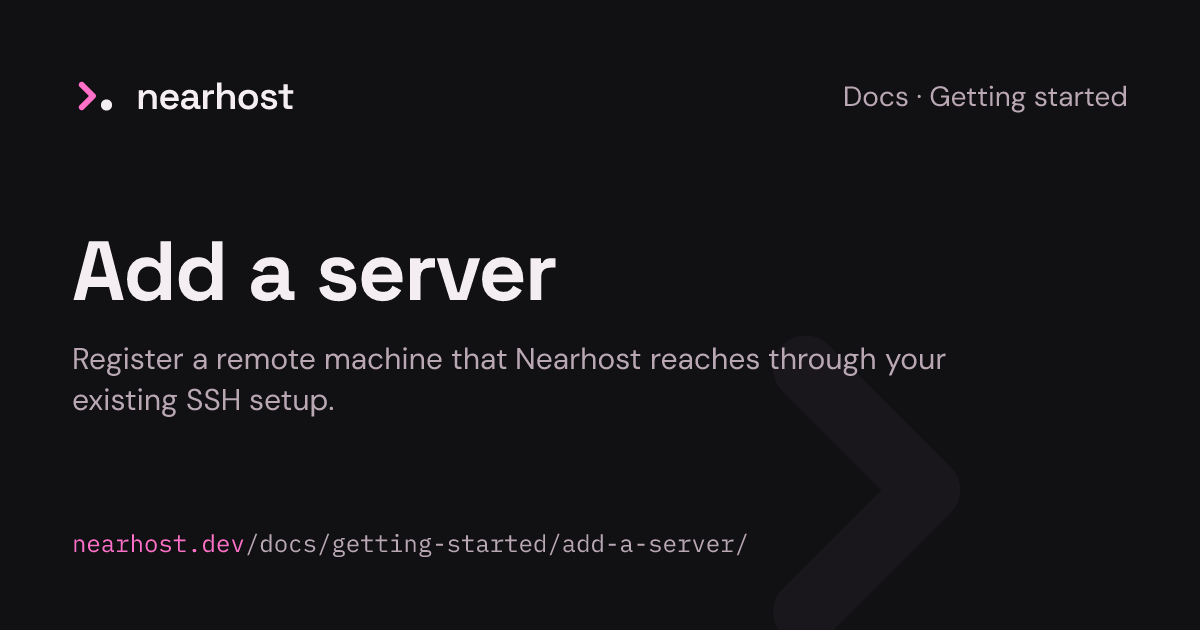 nearhost
Docs · Getting started
Add a server
Register a remote machine that Nearhost reaches through your
existing SSH setup.
nearhost.dev/docs/getting-started/add-a-server/